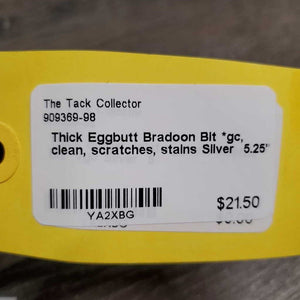 The Tack Collector
909369-98
Thick Eggbutt Bradoon Bit *gc,
clean, scratches, stains Silver 5.25"
$21.50
YA2XBG